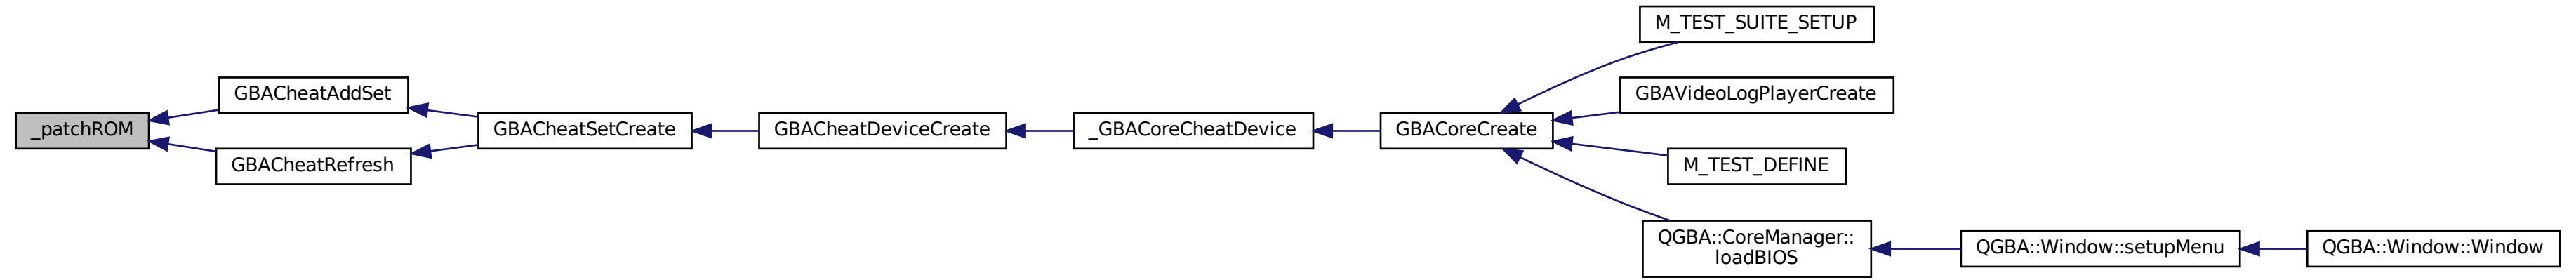 _patchROM
GBACheatAddSet
GBACheatRefresh
GBACheatSetCreate
GBACheatDeviceCreate
_GBACoreCheatDevice
GBACoreCreate
M_TEST_SUITE_SETUP
GBAVideoLogPlayerCreate
M_TEST_DEFINE
QGBA::CoreManager::
loadBIOS
QGBA::Window::setupMenu
QGBA::Window::Window